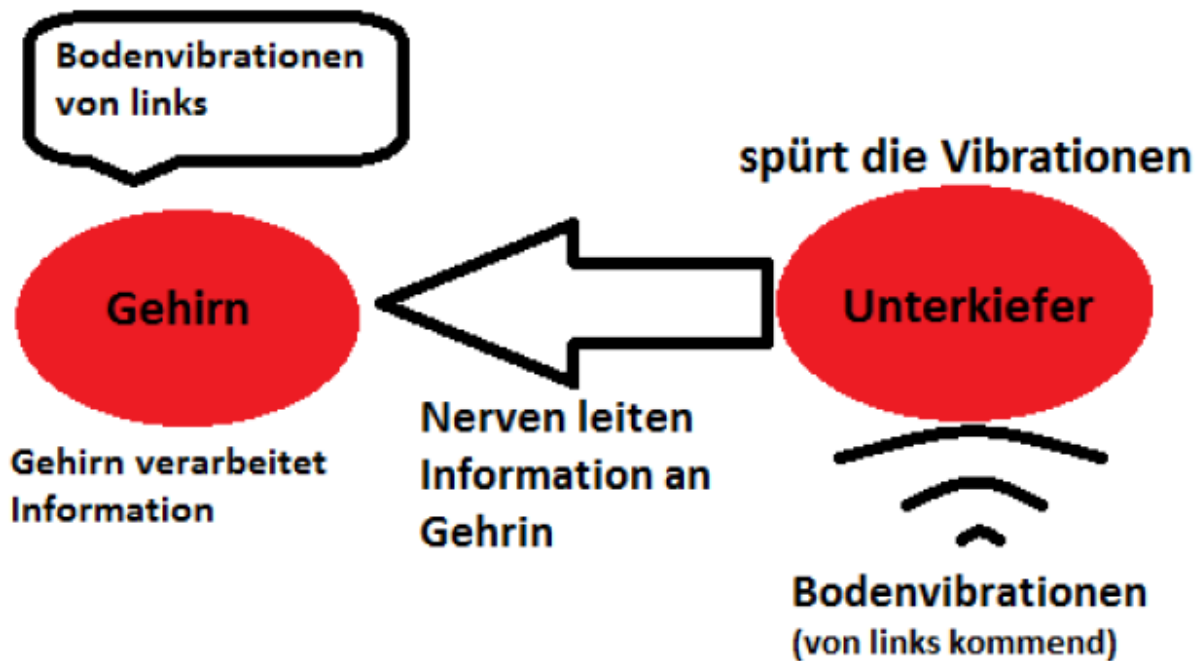 Bodenvibrationen
von links
spürt die Vibrationen
Gehirn
Unterkiefer
Nerven leiten
Information an
Gehrin
Gehirn verarbeitet
Information
Bodenvibrationen
(von links kommend)